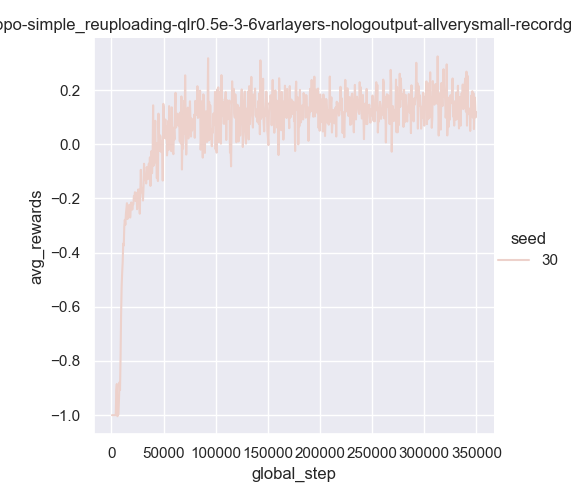 ppo-simple_reuploading-qlr0.5e-3-6varlayers-nologoutput-allverysmall-recordg
0.2
0.0
−0.2
−0.4
−0.6
−0.8
−1.0
avg_rewards
0 50000 100000 150000 200000 250000 300000 350000
global_step
seed
30